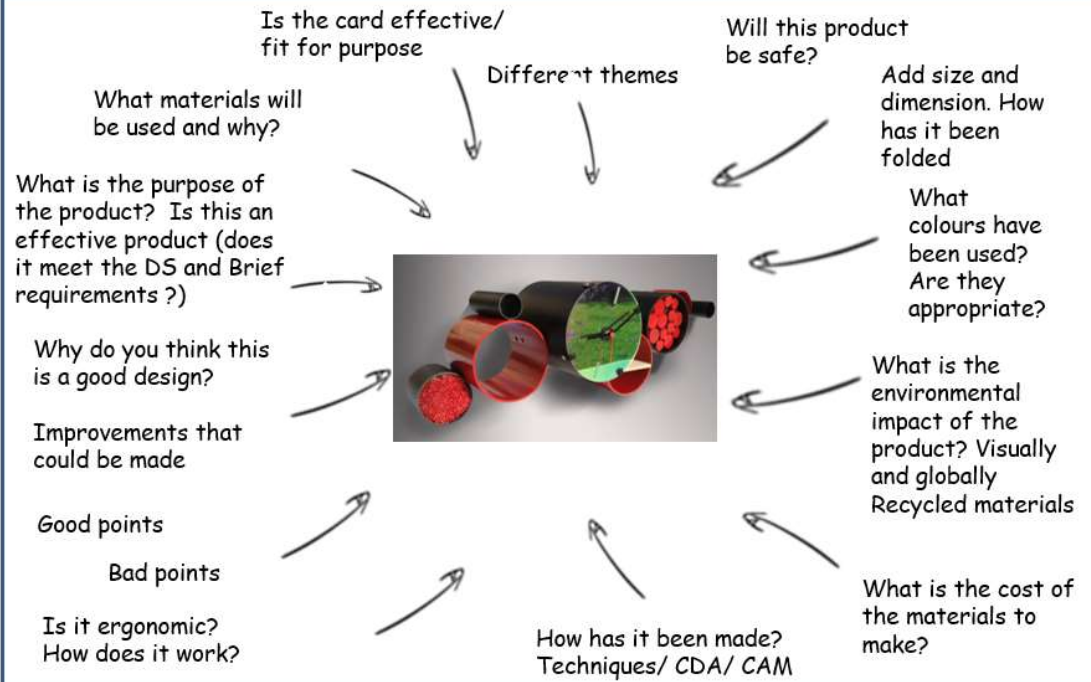 Is the card effective/
fit for purpose
Will this product
be safe?
Different themes
Add size and
dimension. How
has it been
folded
What materials will
be used and why?
What is the purpose of
the product?  Is this an
effective product (does
it meet the DS and Brief
requirements ?)
What
colours have
been used?
Are they
appropriate?
Why do you think this
is a good design?
What is the
environmental
impact of the
product? Visually
and globally
Recycled materials
Improvements that
could be made
Good points
Bad points
What is the cost of
the materials to
make?
Is it ergonomic?
How does it work?
How has it been made?
Techniques/ CDA/ CAM